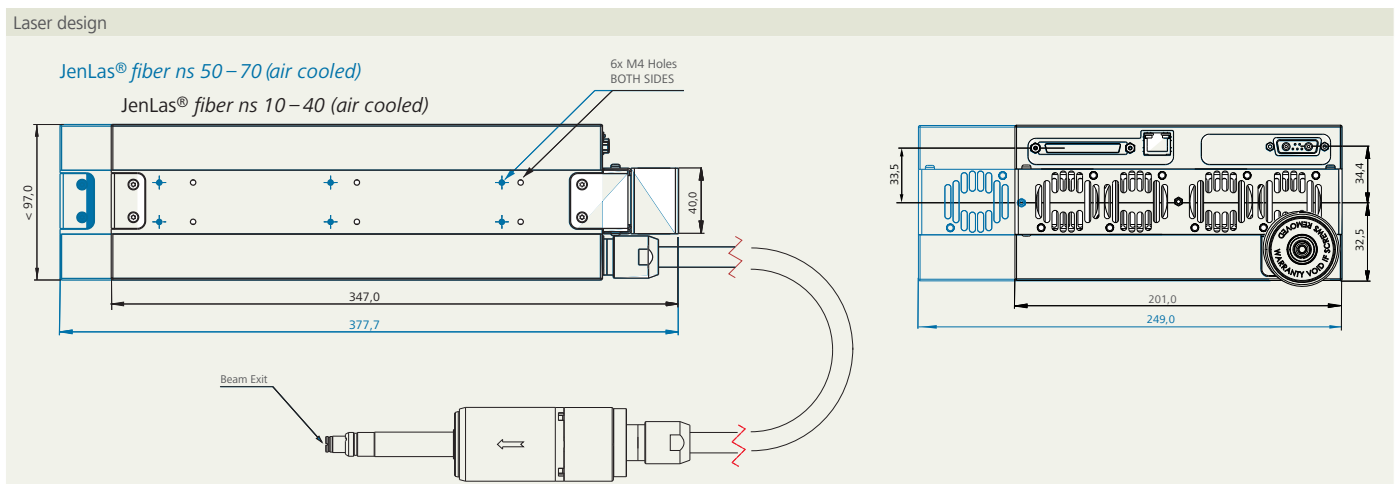 Laser design
JenLas® fiber ns 50 – 70 (air cooled)
JenLas® fiber ns 10 – 40 (air cooled)
6x M4 Holes
BOTH SIDES
< 97,0
40,0
347,0
377,7
33,5
34,4
32,5
WARRANTY VOID IF SCREWS REMOVED
201,0
249,0
Beam Exit